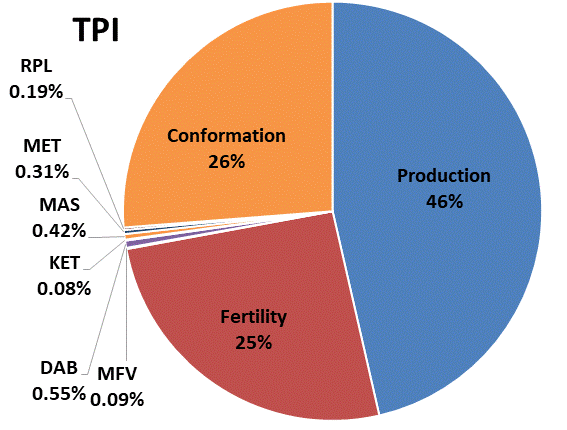 TPI
RPL
0.19%
MET
0.31%
MAS
0.42%
KET
0.08%
DAB
0.55%
MFV
0.09%
Conformation
26%
Production
46%
Fertility
25%